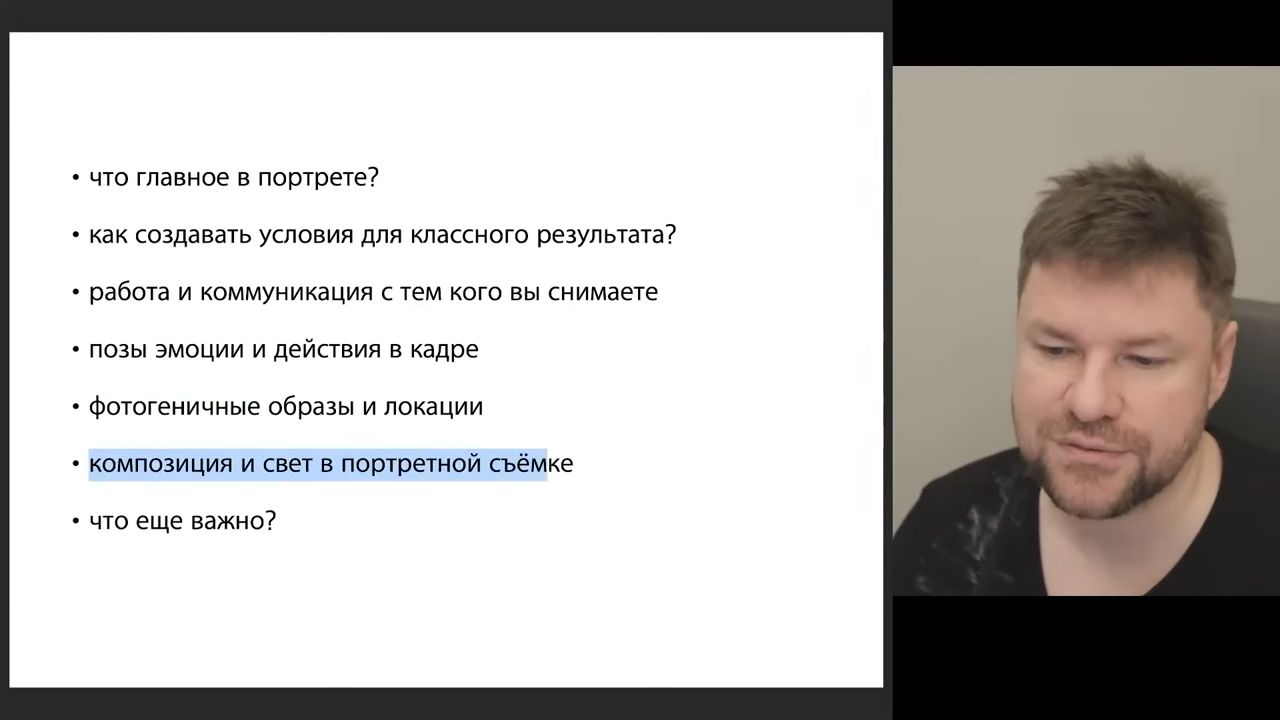 • что главное в портрете?
• как создавать условия для классного результата?
• работа и коммуникация с тем кого вы снимаете
• позы эмоции и действия в кадре
• фотогеничные образы и локации
• композиция и свет в портретной съёмке
• что еще важно?